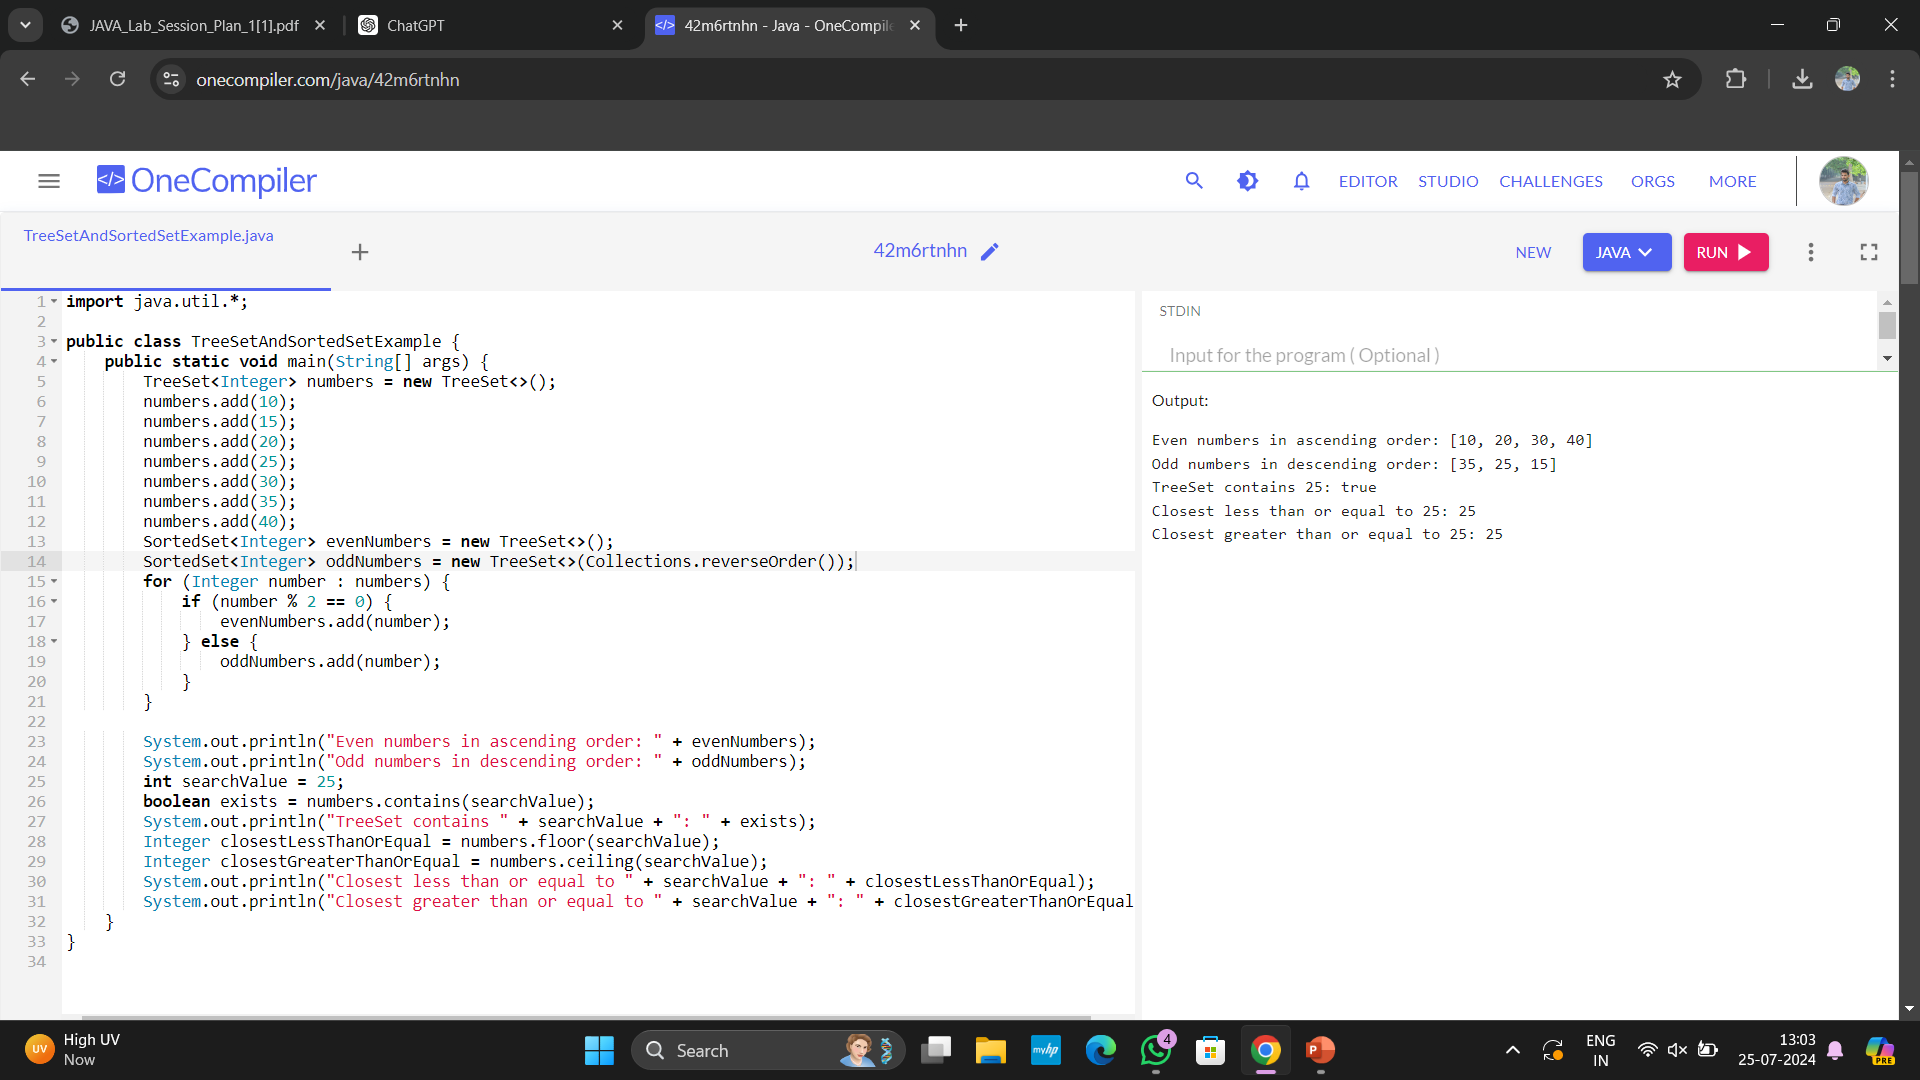 JAVA_Lab_Session_Plan_1[1].pdf
ChatGPT
42m6rtnhn - Java - OneCompil
onecompiler.com/java/42m6rtnhn
</> OneCompiler
EDITOR STUDIO CHALLENGES ORGS MORE
TreeSetAndSortedSetExample.java
42m6rtnhn
NEW JAVA RUN
1 import java.util.*;
2
3 public class TreeSetAndSortedSetExample {
4     public static void main(String[] args) {
5         TreeSet<Integer> numbers = new TreeSet<>();
6         numbers.add(10);
7         numbers.add(15);
8         numbers.add(20);
9         numbers.add(25);
10         numbers.add(30);
11         numbers.add(35);
12         numbers.add(40);
13         SortedSet<Integer> evenNumbers = new TreeSet<>();
14         SortedSet<Integer> oddNumbers = new TreeSet<>(Collections.reverseOrder());
15         for (Integer number : numbers) {
16             if (number % 2 == 0) {
17                 evenNumbers.add(number);
18             } else {
19                 oddNumbers.add(number);
20             }
21         }
22
23         System.out.println("Even numbers in ascending order: " + evenNumbers);
24         System.out.println("Odd numbers in descending order: " + oddNumbers);
25         int searchValue = 25;
26         boolean exists = numbers.contains(searchValue);
27         System.out.println("TreeSet contains " + searchValue + ": " + exists);
28         Integer closestLessThanOrEqual = numbers.floor(searchValue);
29         Integer closestGreaterThanOrEqual = numbers.ceiling(searchValue);
30         System.out.println("Closest less than or equal to " + searchValue + ": " + closestLessThanOrEqual);
31         System.out.println("Closest greater than or equal to " + searchValue + ": " + closestGreaterThanOrEqual
32     }
33 }
34
STDIN
Input for the program ( Optional )
Output:
Even numbers in ascending order: [10, 20, 30, 40]
Odd numbers in descending order: [35, 25, 15]
TreeSet contains 25: true
Closest less than or equal to 25: 25
Closest greater than or equal to 25: 25
UV
High UV
Now
Search
myhp
4
P
ENG
IN
13:03
25-07-2024
PRE